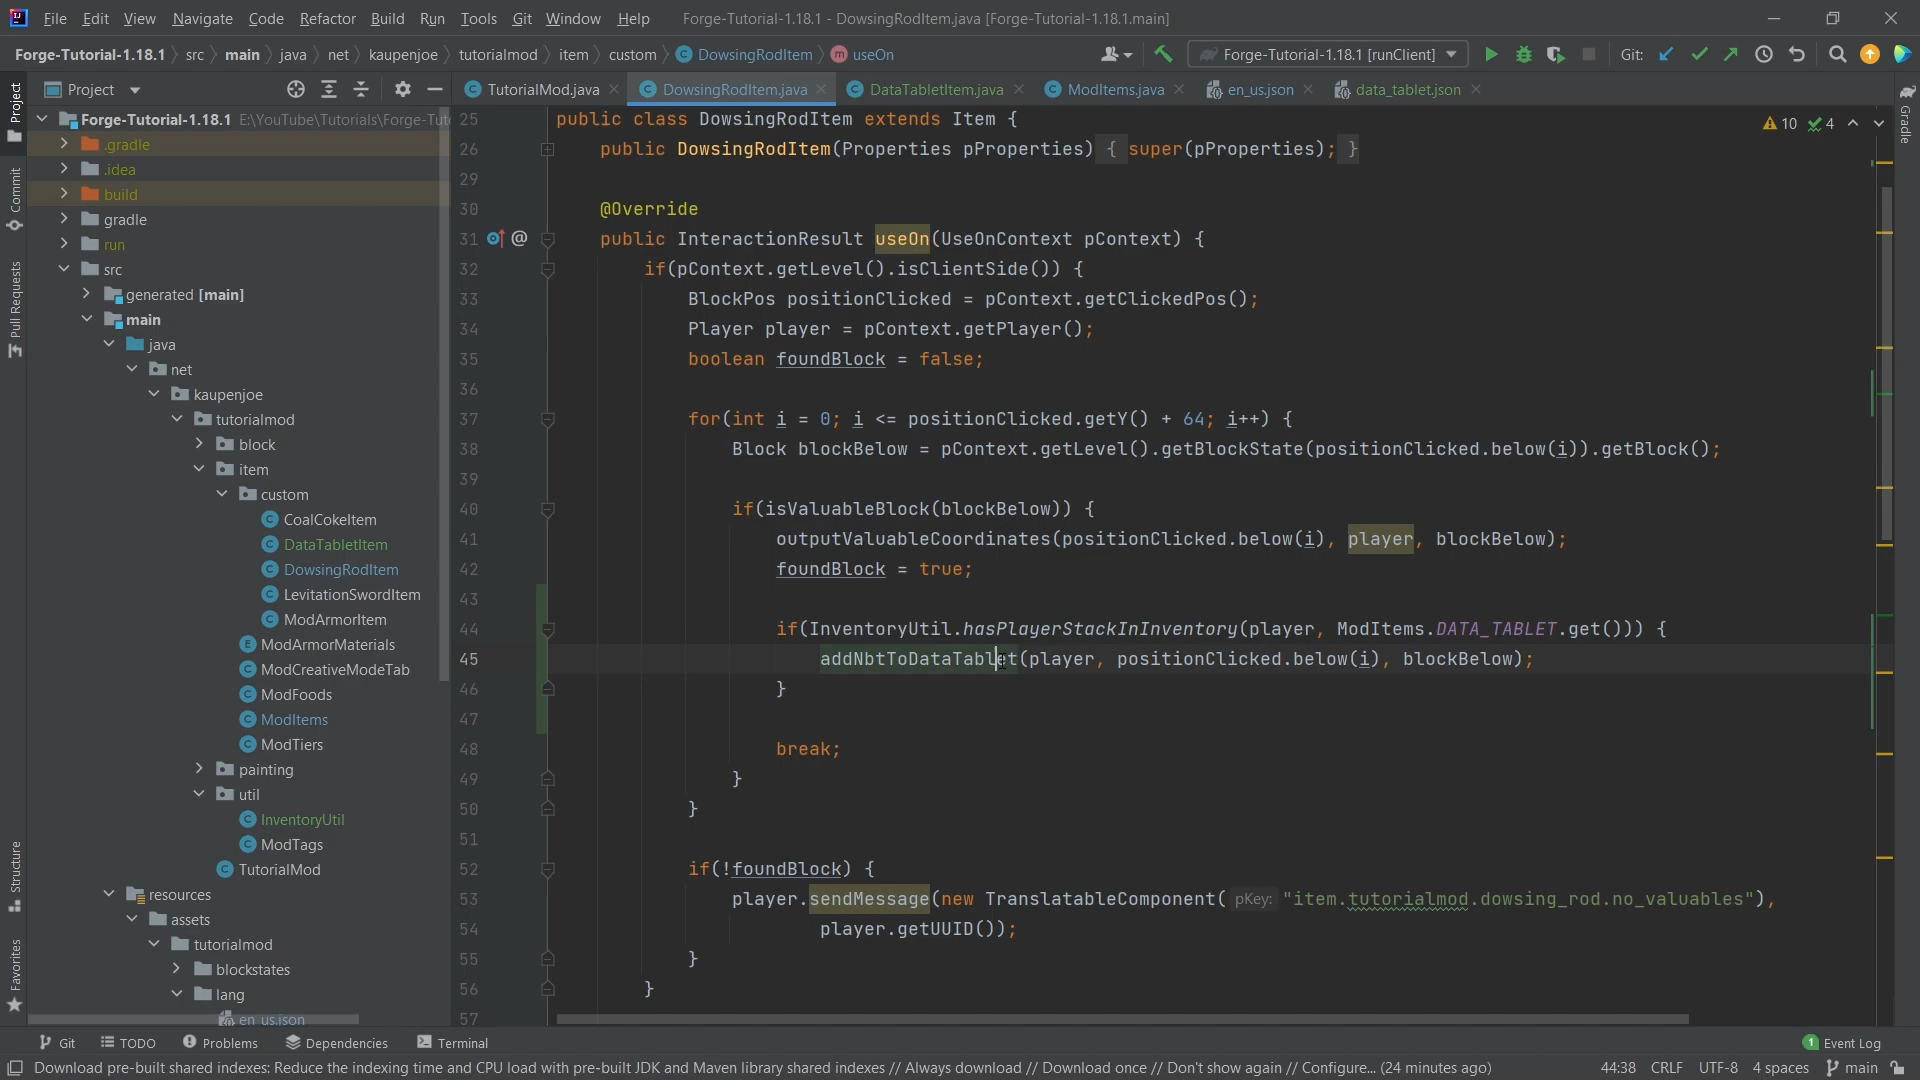 File Edit View Navigate Code Refactor Build Run Tools Git Window Help Forge-Tutorial-1.18.1 - DowsingRodItem.java [Forge-Tutorial-1.18.1.main]
Forge-Tutorial-1.18.1 src main java net kaupenjoe tutorialmod item custom DowsingRodItem useOn Forge-Tutorial-1.18.1 [runClient] Git:
Project
TutorialMod.java DowsingRodItem.java DataTabletItem.java ModItems.java en_us.json data_tablet.json
Project
Commit
Pull Requests
Structure
Favorites
Gradle
Forge-Tutorial-1.18.1 E:\YouTube\Tutorials\Forge-Tut
.gradle
.idea
build
gradle
run
src
generated [main]
main
java
net
kaupenjoe
tutorialmod
block
item
custom
CoalCokeItem
DataTabletItem
DowsingRodItem
LevitationSwordItem
ModArmorItem
ModArmorMaterials
ModCreativeModeTab
ModFoods
ModItems
ModTiers
painting
util
InventoryUtil
ModTags
TutorialMod
resources
assets
tutorialmod
blockstates
lang
en_us.json
10 4
25 public class DowsingRodItem extends Item {
26 public DowsingRodItem(Properties pProperties) { super(pProperties); }
29
30 @Override
31 @ public InteractionResult useOn(UseOnContext pContext) {
32 if(pContext.getLevel().isClientSide()) {
33 BlockPos positionClicked = pContext.getClickedPos();
34 Player player = pContext.getPlayer();
35 boolean foundBlock = false;
36
37 for(int i = 0; i <= positionClicked.getY() + 64; i++) {
38 Block blockBelow = pContext.getLevel().getBlockState(positionClicked.below(i)).getBlock();
39
40 if(isValuableBlock(blockBelow)) {
41 outputValuableCoordinates(positionClicked.below(i), player, blockBelow);
42 foundBlock = true;
43
44 if(InventoryUtil.hasPlayerStackInInventory(player, ModItems.DATA_TABLET.get())) {
45 addNbtToDataTablet(player, positionClicked.below(i), blockBelow);
46 }
47
48 break;
49 }
50 }
51
52 if(!foundBlock) {
53 player.sendMessage(new TranslatableComponent( pKey: "item.tutorialmod.dowsing_rod.no_valuables"),
54 player.getUUID());
55 }
56 }
57
Git TODO Problems Dependencies Terminal 1 Event Log
Download pre-built shared indexes: Reduce the indexing time and CPU load with pre-built JDK and Maven library shared indexes // Always download // Download once // Don't show again // Configure... (24 minutes ago) 44:38 CRLF UTF-8 4 spaces main